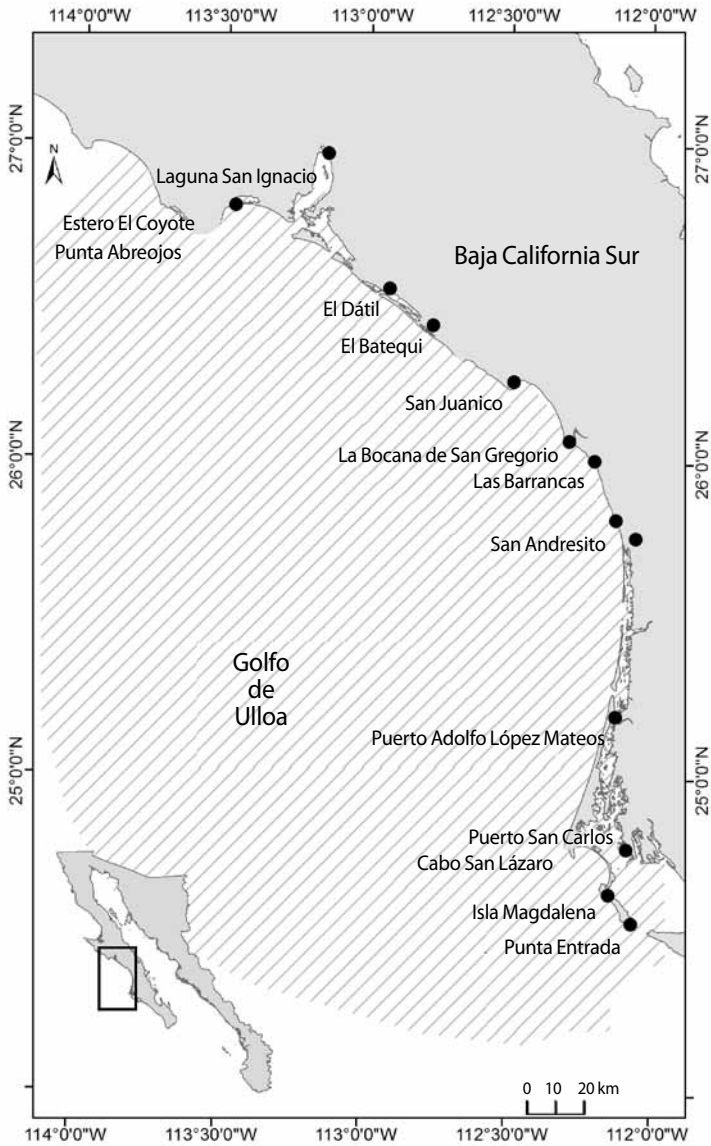 114°0'0"W 113°30'0"W 113°0'0"W 112°30'0"W 112°0'0"W
27°0'0"N
27°0'0"N
N
Laguna San Ignacio
Estero El Coyote
Punta Abreojos
Baja California Sur
El Dátil
El Batequi
San Juanico
La Bocana de San Gregorio
Las Barrancas
26°0'0"N
26°0'0"N
San Andresito
Golfo
de
Ulloa
Puerto Adolfo López Mateos
25°0'0"N
25°0'0"N
Puerto San Carlos
Cabo San Lázaro
Isla Magdalena
Punta Entrada
0 10 20 km
114°0'0"W 113°30'0"W 113°0'0"W 112°30'0"W 112°0'0"W